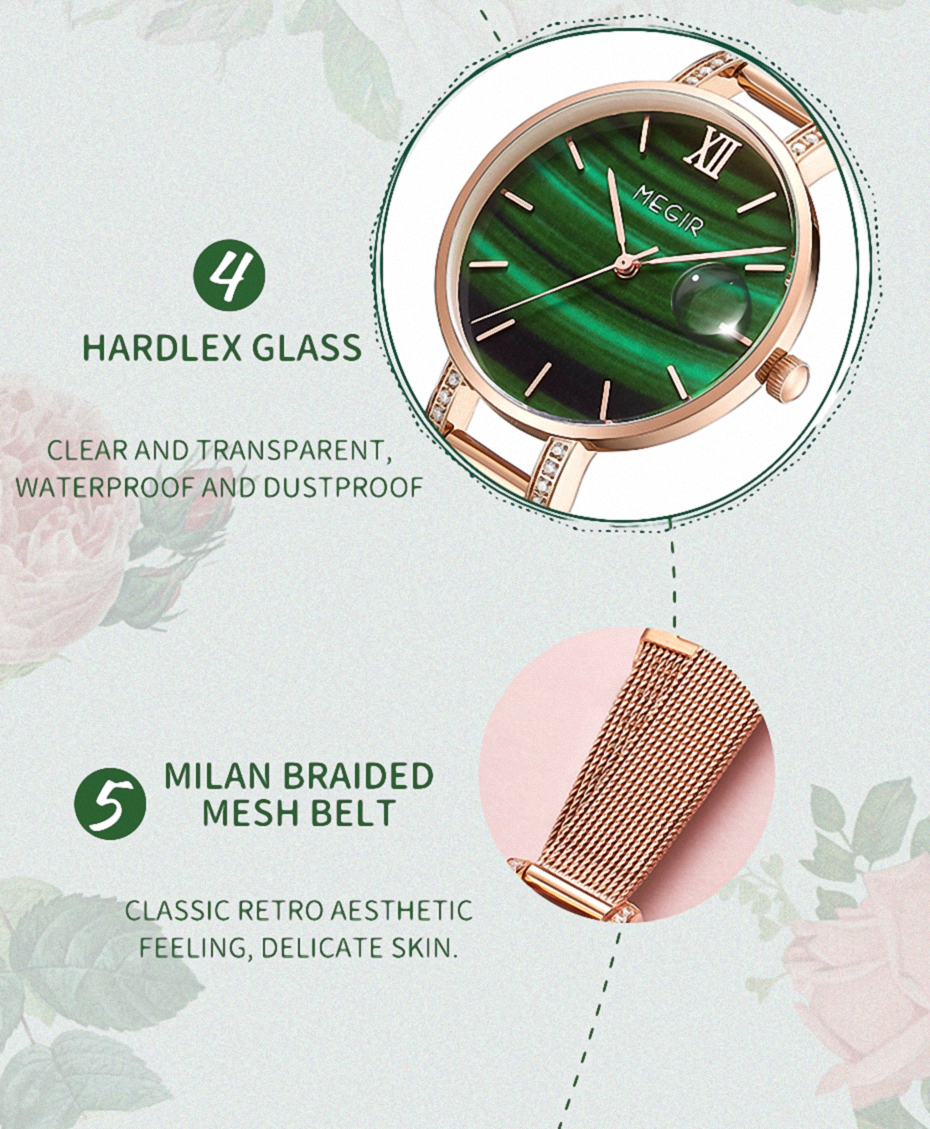 XII
MEGIR
4
HARDLEX GLASS
CLEAR AND TRANSPARENT,
WATERPROOF AND DUSTPROOF
5
MILAN BRAIDED
MESH BELT
CLASSIC RETRO AESTHETIC
FEELING, DELICATE SKIN.